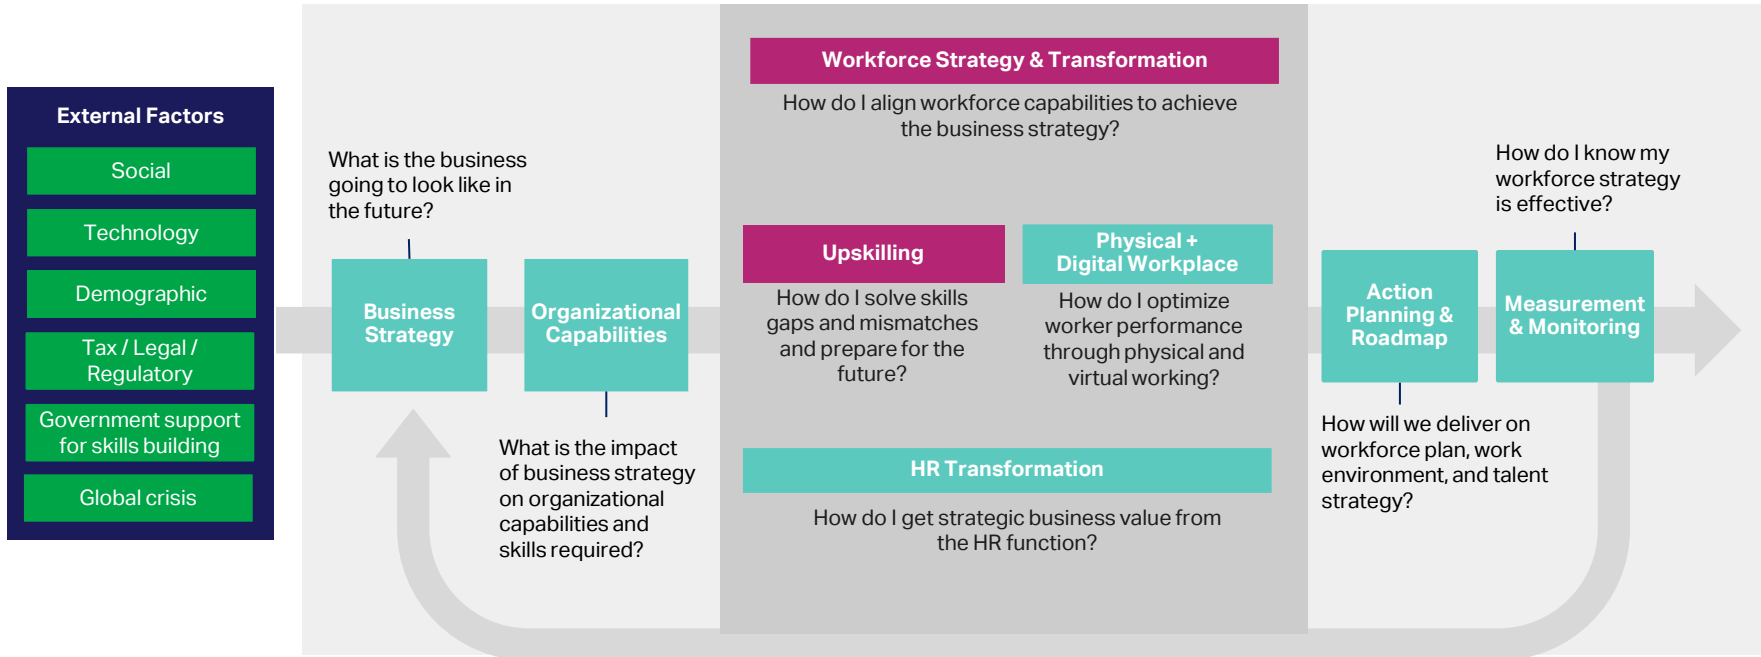 External Factors
Social
Technology
Demographic
Tax / Legal /
Regulatory
Government support
for skills building
Global crisis
What is the business
going to look like in
the future?
Business
Strategy
Organizational
Capabilities
What is the impact
of business strategy
on organizational
capabilities and
skills required?
Workforce Strategy & Transformation
How do I align workforce capabilities to achieve
the business strategy?
Upskilling
How do I solve skills
gaps and mismatches
and prepare for the
future?
Physical +
Digital Workplace
How do I optimize
worker performance
through physical and
virtual working?
HR Transformation
How do I get strategic business value from
the HR function?
Action
Planning &
Roadmap
How will we deliver on
workforce plan, work
environment, and talent
strategy?
How do I know my
workforce strategy
is effective?
Measurement
& Monitoring